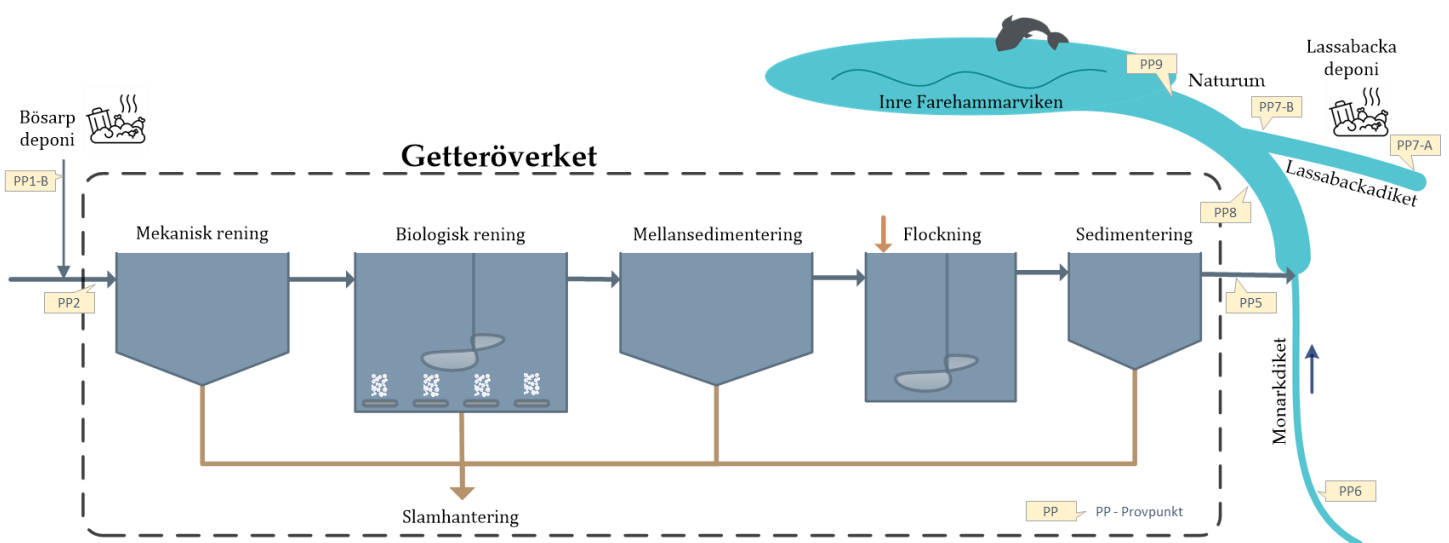 Lassabacka
deponi
PP9
Naturum
Inre Farehammarviken
PP7-B
Bösarp
deponi
PP7-A
Getteröverket
Lassabackadiket
PP1-B
PP8
Mekanisk rening
Biologisk rening
Mellansedimentering
Flockning
Sedimentering
PP2
PP5
Monarkdiket
PP6
Slamhantering
PP
PP - Provpunkt